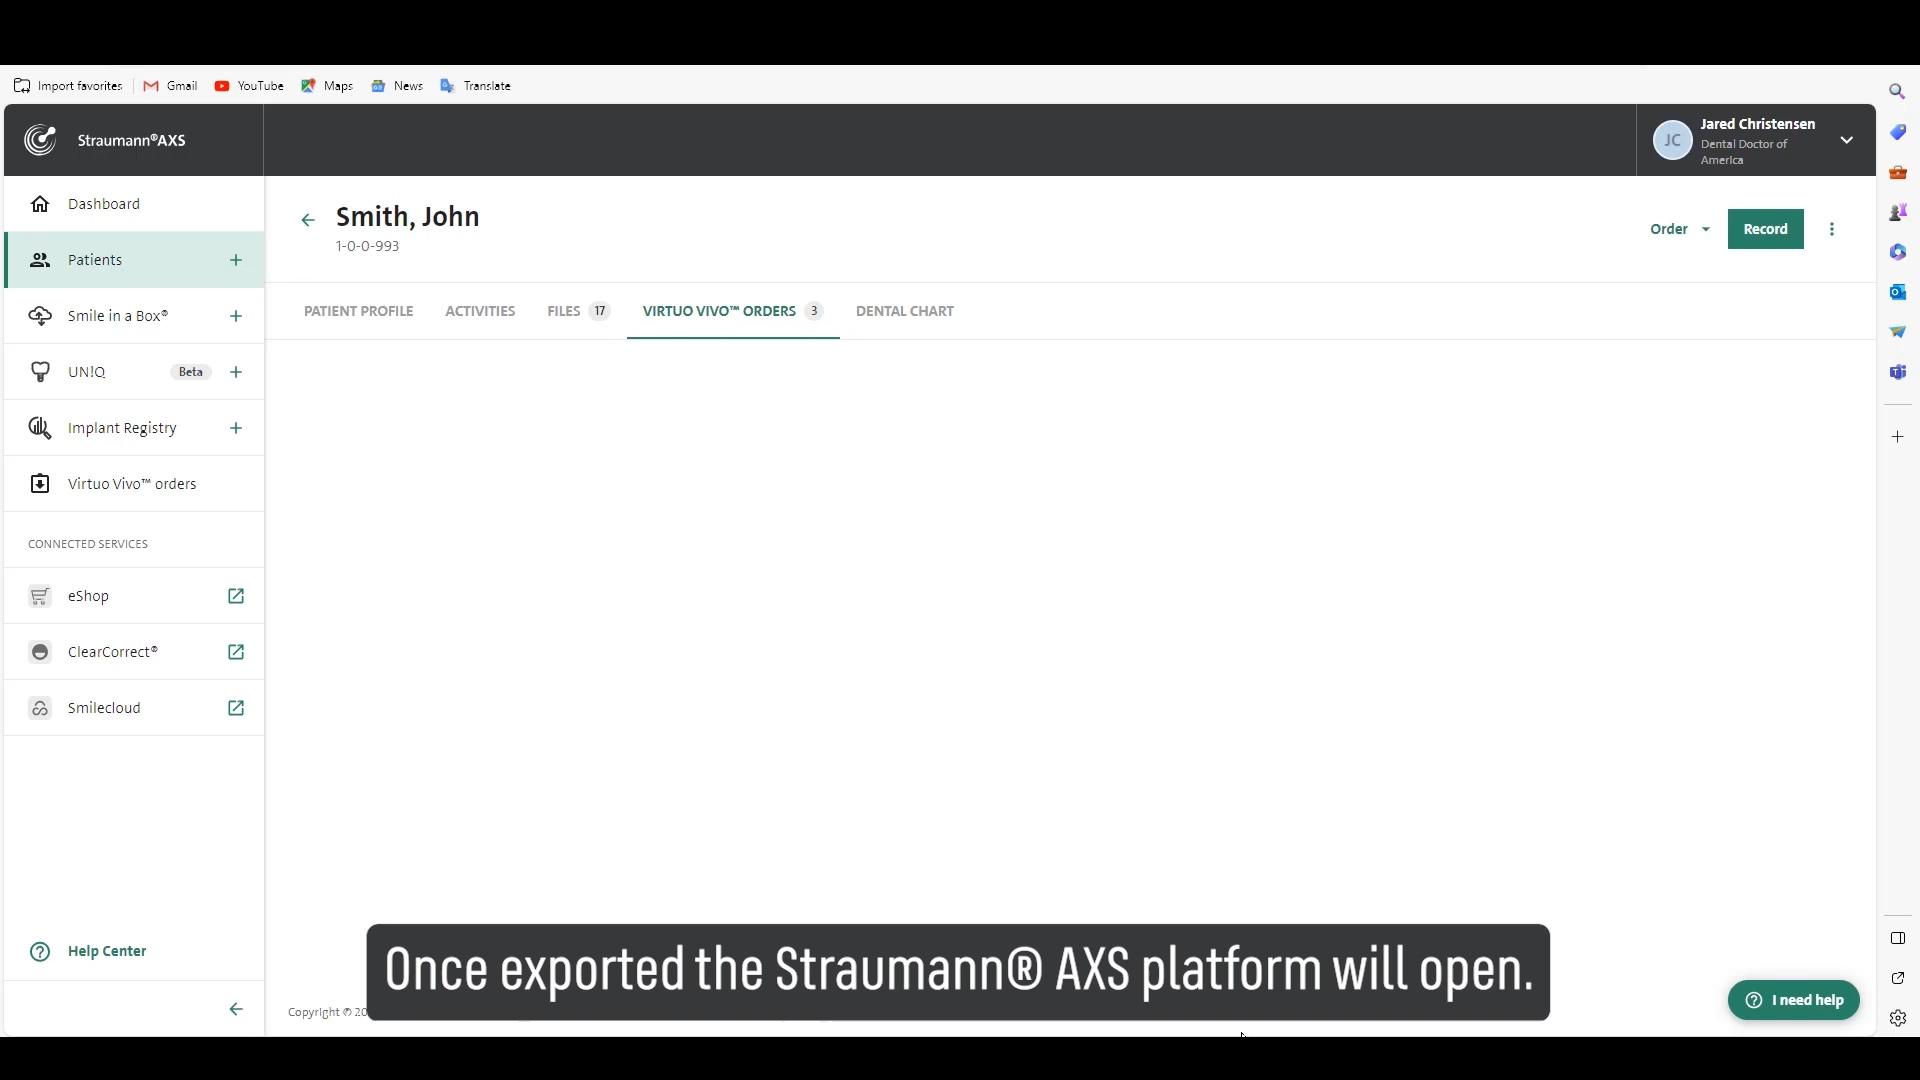 Import favorites Gmail YouTube Maps News Translate
Straumann®AXS
JC
Jared Christensen
Dental Doctor of
America
Dashboard
Patients
Smile in a Box®
UN!Q Beta
Implant Registry
Virtuo Vivo™ orders
CONNECTED SERVICES
eShop
ClearCorrect®
Smilecloud
Help Center
Smith, John
1-0-0-993
Order Record
PATIENT PROFILE ACTIVITIES FILES 17 VIRTUO VIVO™ ORDERS 3 DENTAL CHART
Once exported the Straumann® AXS platform will open.
Copyright ©
I need help